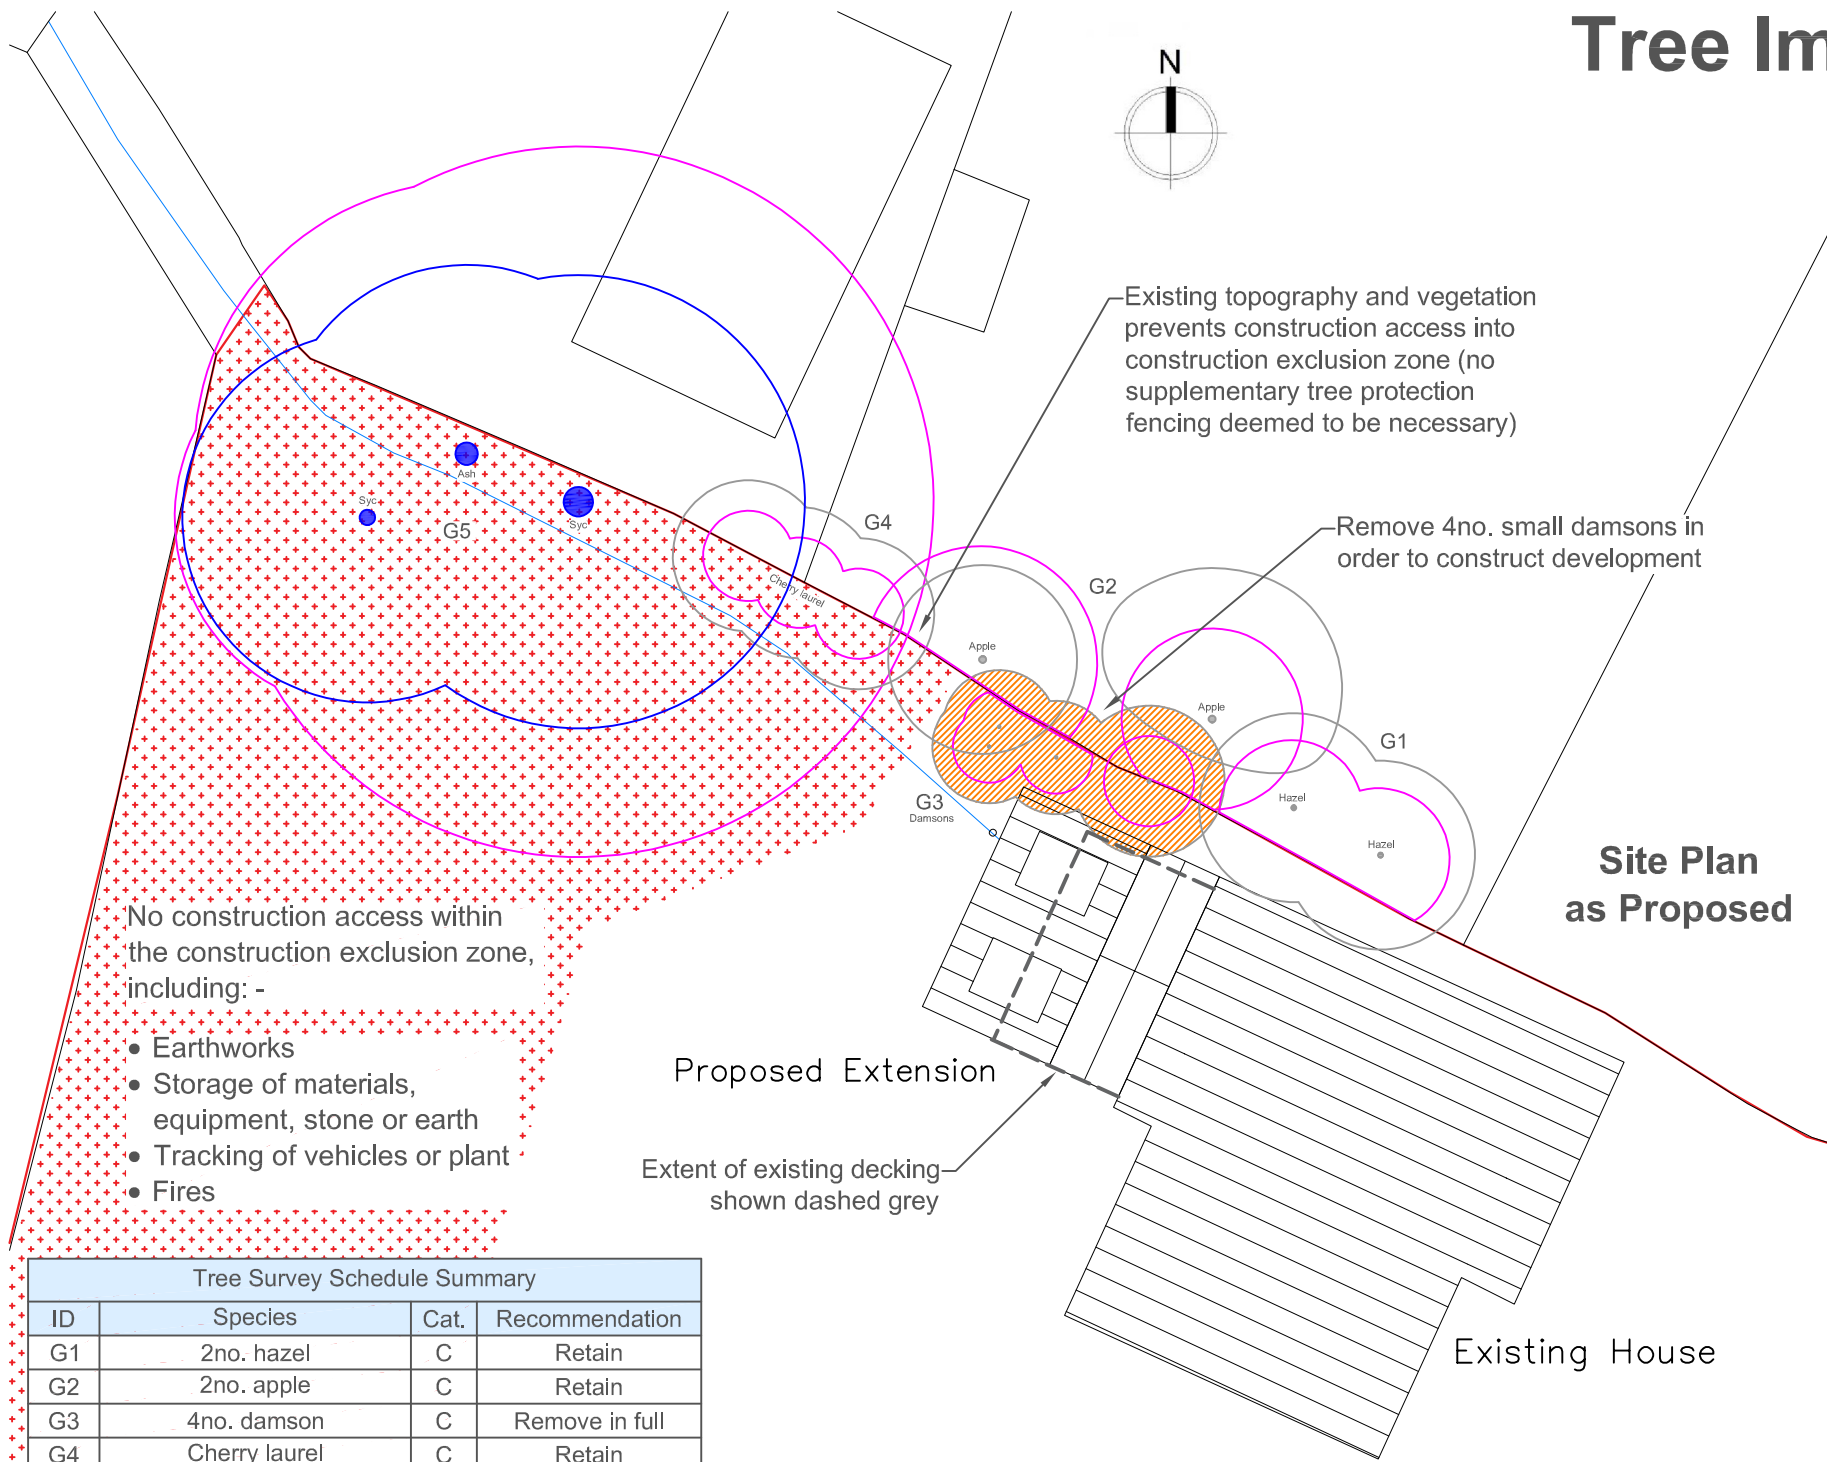 Tree Im
N
Existing topography and vegetation
prevents construction access into
construction exclusion zone (no
supplementary tree protection
fencing deemed to be necessary)
Remove 4no. small damsons in
order to construct development
Ash
Syc
Syc
G5
G4
Cherry laurel
G2
Apple
Apple
G1
Hazel
Hazel
G3
Damsons
Site Plan
as Proposed
No construction access within
the construction exclusion zone,
including: -
• Earthworks
• Storage of materials,
equipment, stone or earth
• Tracking of vehicles or plant
• Fires
Proposed Extension
Extent of existing decking
shown dashed grey
Existing House
Tree Survey Schedule Summary
ID Species Cat. Recommendation
G1 2no. hazel C Retain
G2 2no. apple C Retain
G3 4no. damson C Remove in full
G4 Cherry laurel C Retain